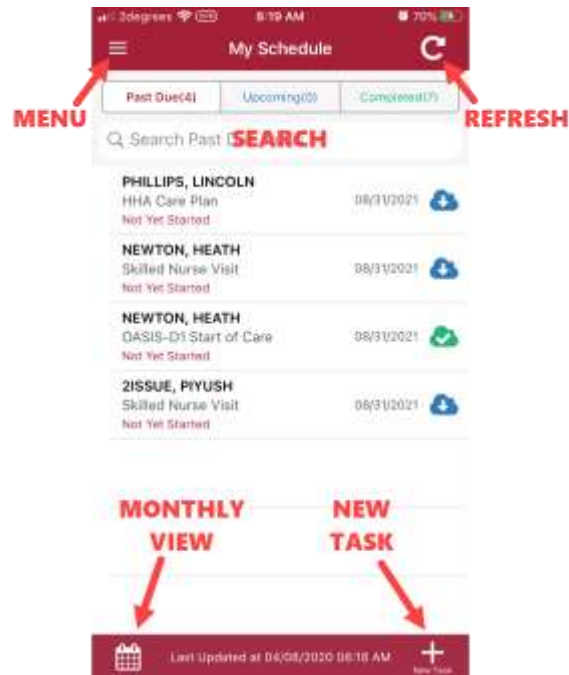 2degrees 8:19 AM 70%
My Schedule
MENU
REFRESH
Past Due(4) Upcoming(0) Completed(7)
Search Past SEARCH
PHILLIPS, LINCOLN
HHA Care Plan 08/31/2021
Not Yet Started
NEWTON, HEATH
Skilled Nurse Visit 08/31/2021
Not Yet Started
NEWTON, HEATH
OASIS-D1 Start of Care 08/31/2021
Not Yet Started
2ISSUE, PIYUSH
Skilled Nurse Visit 08/31/2021
Not Yet Started
MONTHLY
VIEW
NEW
TASK
Last Updated at 04/08/2020 08:18 AM
New Task